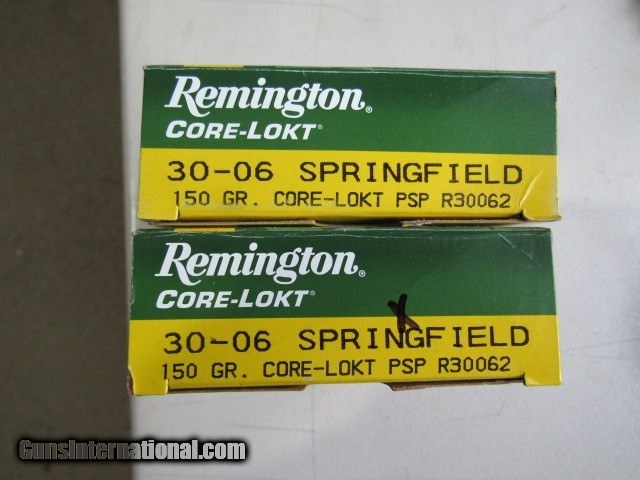 Remington®
CORE-LOKT®
30-06 SPRINGFIELD
150 GR. CORE-LOKT PSP R30062
Remington®
CORE-LOKT®
X
30-06 SPRINGFIELD
150 GR. CORE-LOKT PSP R30062
GunsInternational.com